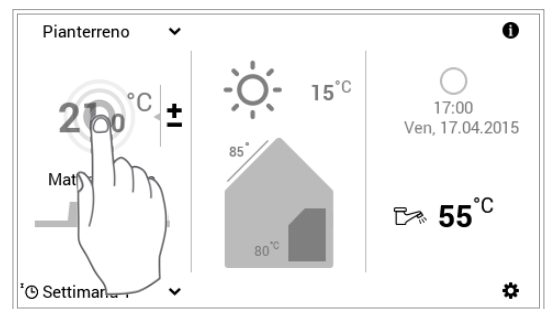 Pianterreno
°C
±
15°C
17:00
Ven, 17.04.2015
85°
80°C
55°C
Settimana